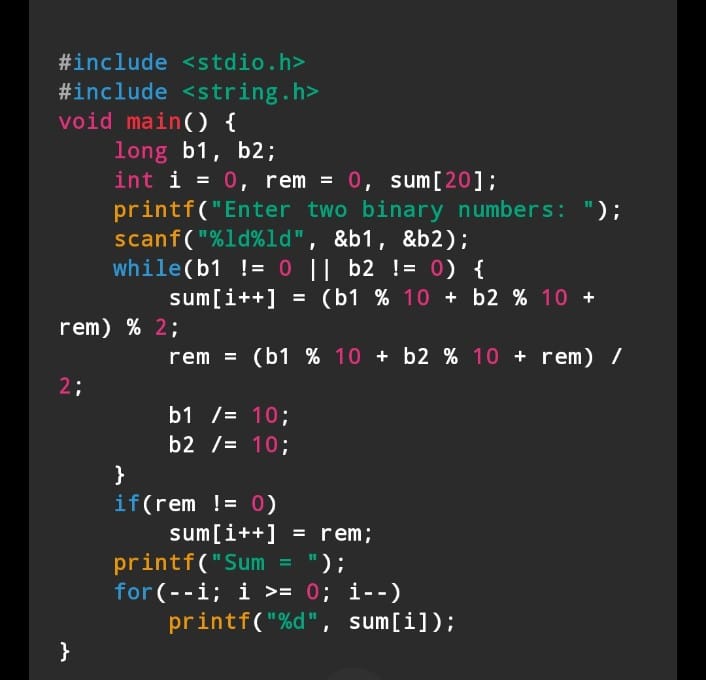 #include <stdio.h>
#include <string.h>
void main() {
    long b1, b2;
    int i = 0, rem = 0, sum[20];
    printf("Enter two binary numbers: ");
    scanf("%ld%ld", &b1, &b2);
    while(b1 != 0 || b2 != 0) {
        sum[i++] = (b1 % 10 + b2 % 10 +
rem) % 2;
        rem = (b1 % 10 + b2 % 10 + rem) /
2;
        b1 /= 10;
        b2 /= 10;
    }
    if(rem != 0)
        sum[i++] = rem;
    printf("Sum = ");
    for(--i; i >= 0; i--)
        printf("%d", sum[i]);
}